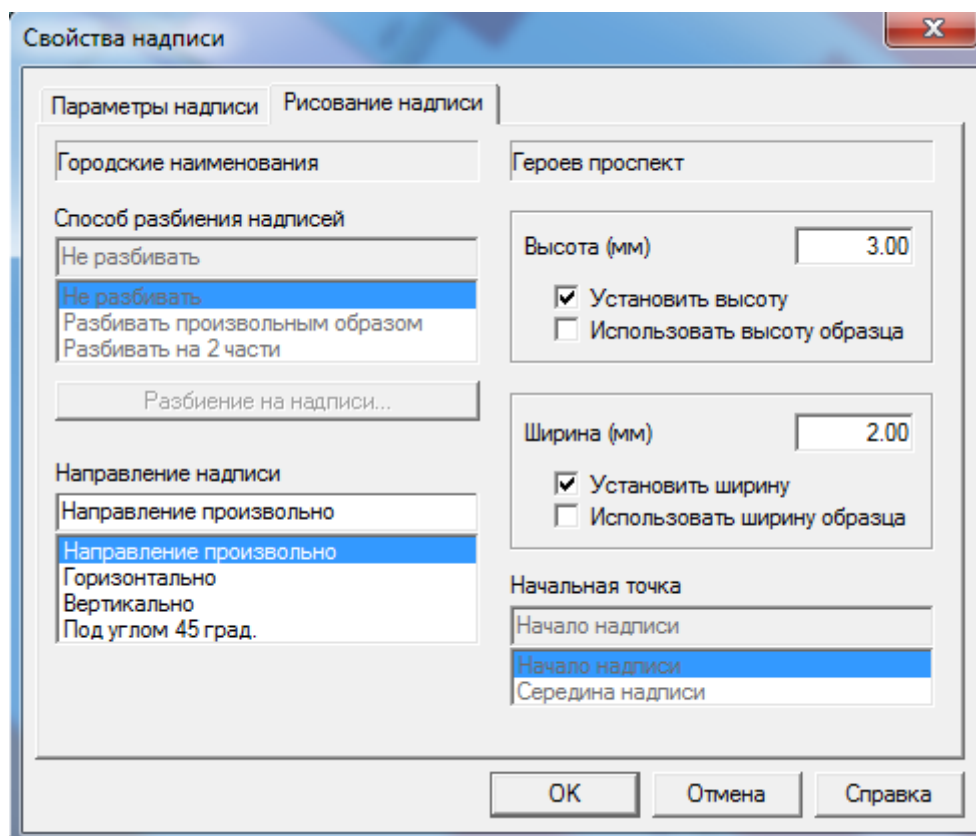 Свойства надписи
Параметры надписи
Рисование надписи
Городские наименования
Способ разбиения надписей
Не разбивать
Не разбивать
Разбивать произвольным образом
Разбивать на 2 части
Разбиение на надписи...
Направление надписи
Направление произвольно
Направление произвольно
Горизонтально
Вертикально
Под углом 45 град.
Героев проспект
Высота (мм)
3.00
Установить высоту
Использовать высоту образца
Ширина (мм)
2.00
Установить ширину
Использовать ширину образца
Начальная точка
Начало надписи
Начало надписи
Середина надписи
OK
Отмена
Справка